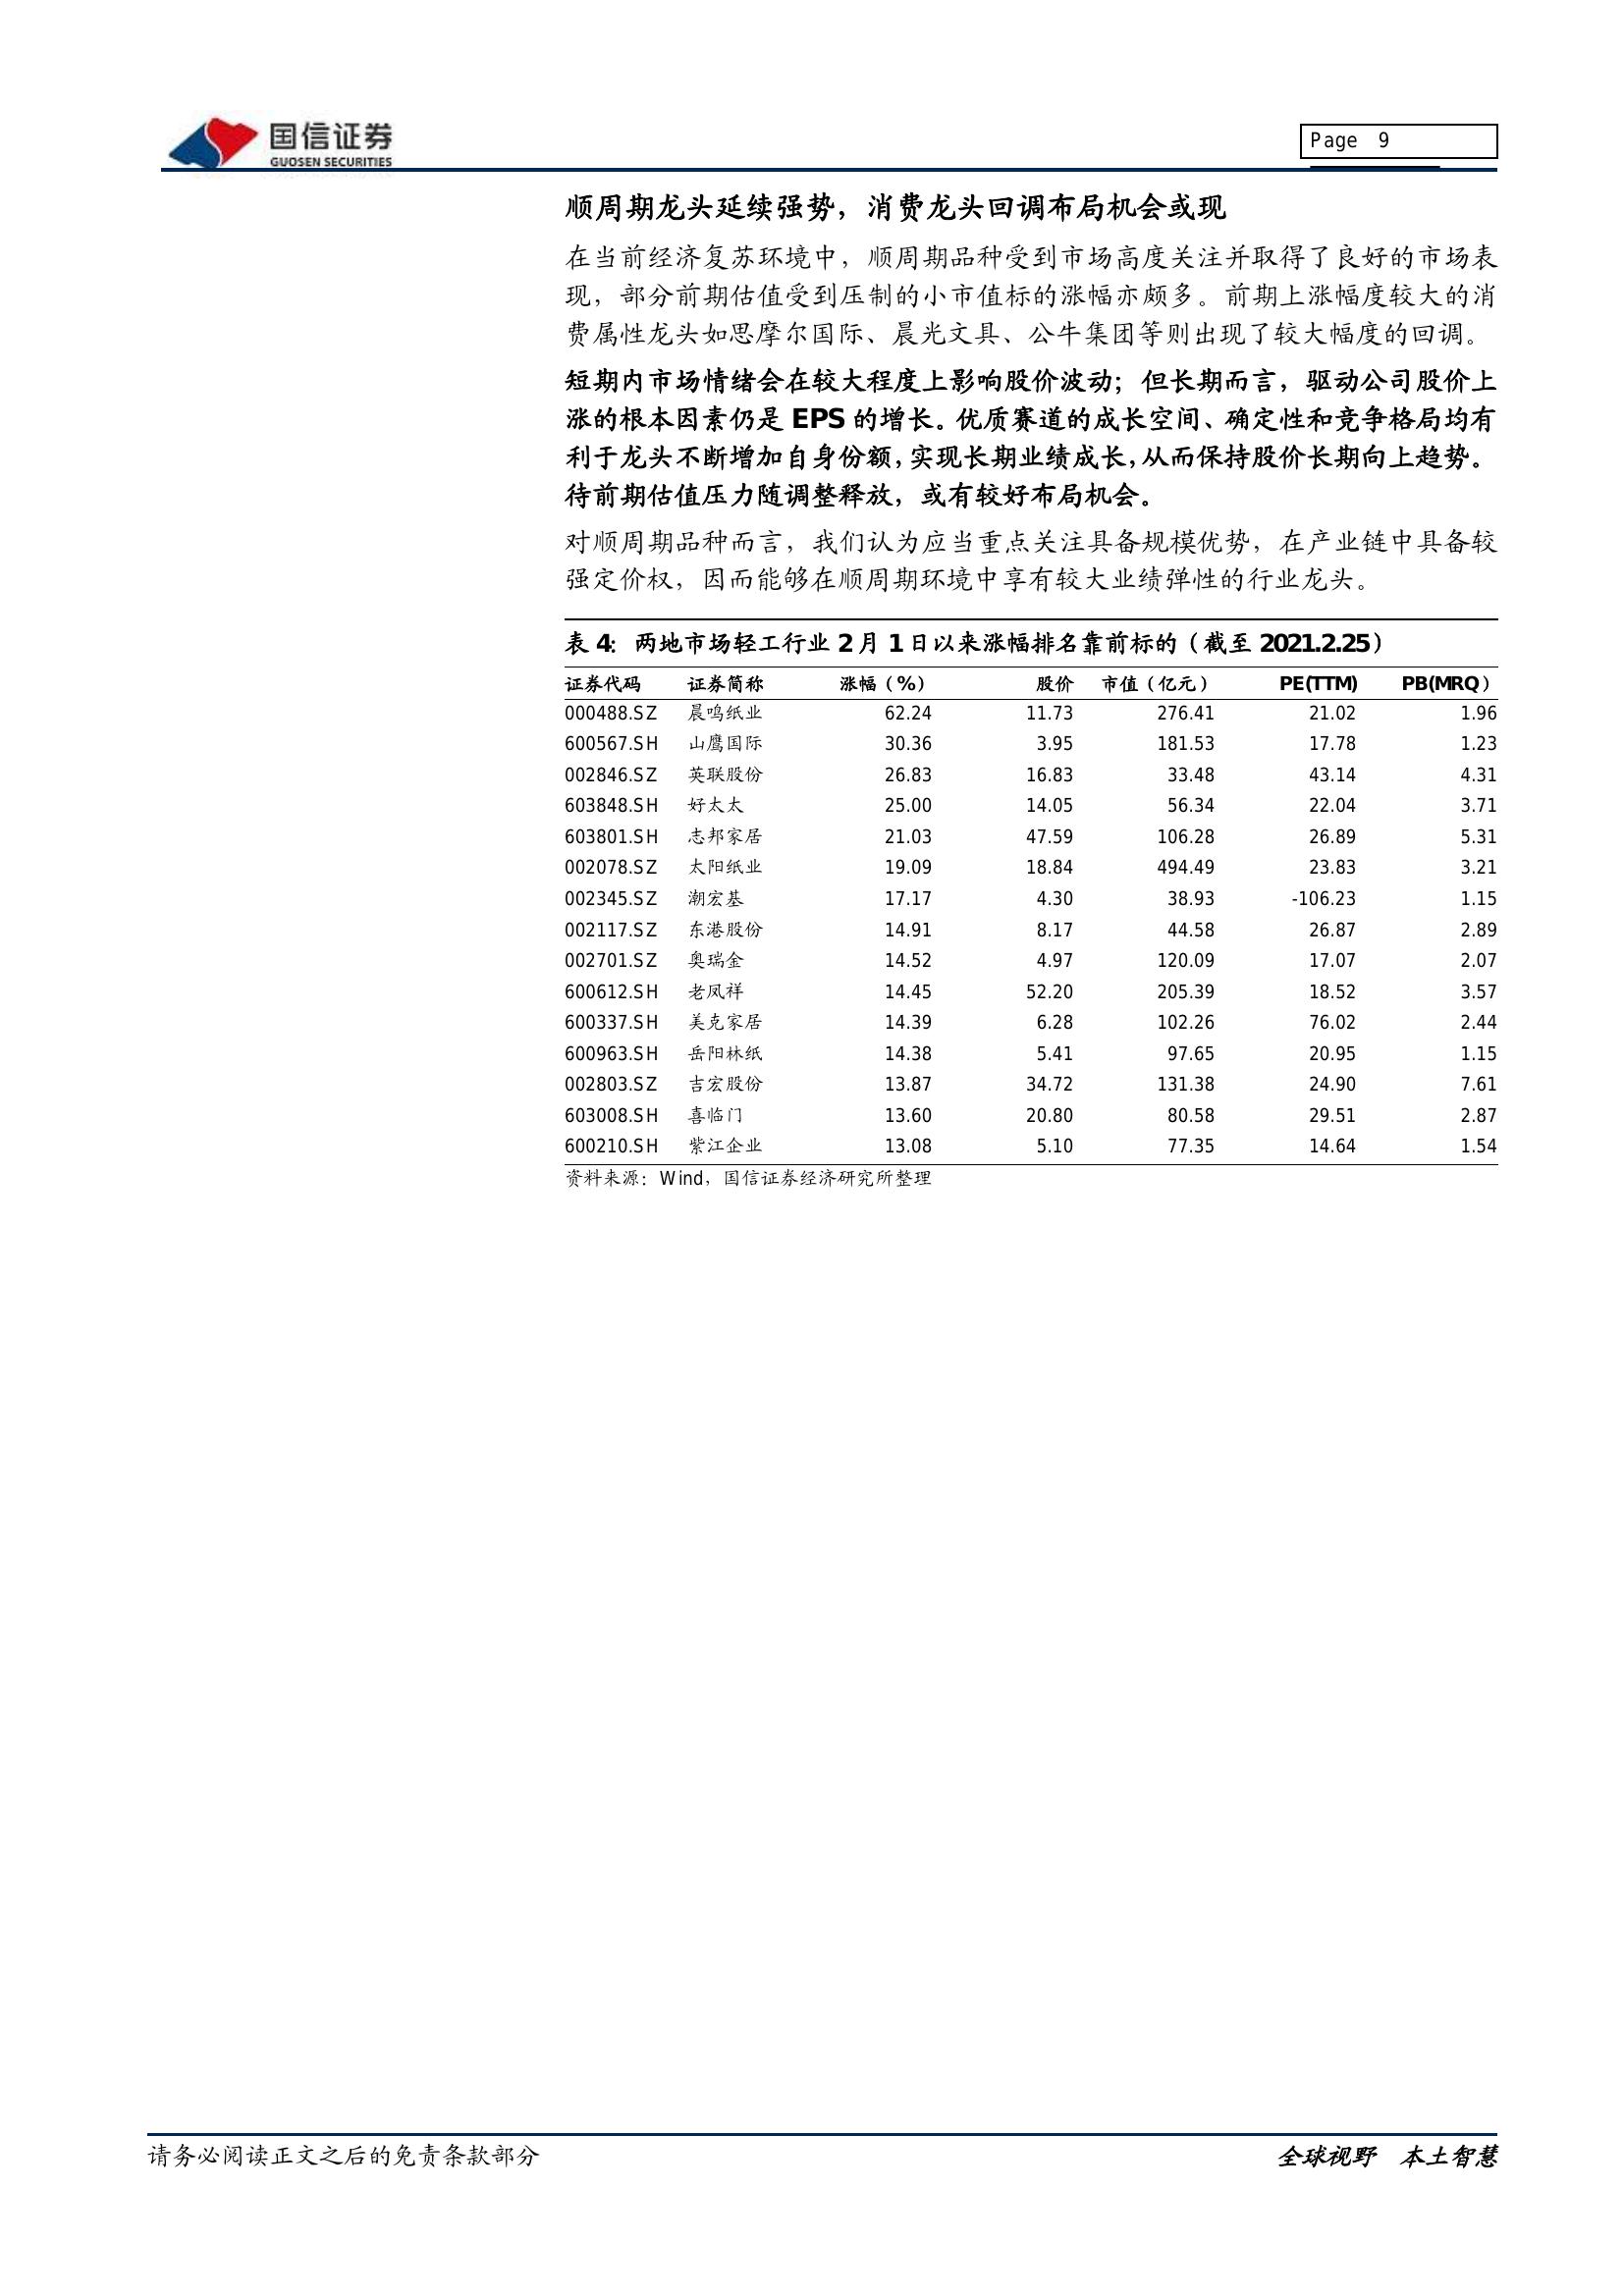 国信证券
GUOSEN SECURITIES
Page 9
顺周期龙头延续强势，消费龙头回调布局机会或现
在当前经济复苏环境中，顺周期品种受到市场高度关注并取得了良好的市场表
现，部分前期估值受到压制的小市值标的涨幅亦颇多。前期上涨幅度较大的消
费属性龙头如思摩尔国际、晨光文具、公牛集团等则出现了较大幅度的回调。
短期内市场情绪会在较大程度上影响股价波动；但长期而言，驱动公司股价上
涨的根本因素仍是 EPS 的增长。优质赛道的成长空间、确定性和竞争格局均有
利于龙头不断增加自身份额，实现长期业绩成长，从而保持股价长期向上趋势。
待前期估值压力随调整释放，或有较好布局机会。
对顺周期品种而言，我们认为应当重点关注具备规模优势，在产业链中具备较
强定价权，因而能够在顺周期环境中享有较大业绩弹性的行业龙头。
表 4：两地市场轻工行业 2 月 1 日以来涨幅排名靠前标的（截至 2021.2.25）
证券代码 证券简称 涨幅（%） 股价 市值（亿元） PE(TTM) PB(MRQ）
000488.SZ 晨鸣纸业 62.24 11.73 276.41 21.02 1.96
600567.SH 山鹰国际 30.36 3.95 181.53 17.78 1.23
002846.SZ 英联股份 26.83 16.83 33.48 43.14 4.31
603848.SH 好太太 25.00 14.05 56.34 22.04 3.71
603801.SH 志邦家居 21.03 47.59 106.28 26.89 5.31
002078.SZ 太阳纸业 19.09 18.84 494.49 23.83 3.21
002345.SZ 潮宏基 17.17 4.30 38.93 -106.23 1.15
002117.SZ 东港股份 14.91 8.17 44.58 26.87 2.89
002701.SZ 奥瑞金 14.52 4.97 120.09 17.07 2.07
600612.SH 老凤祥 14.45 52.20 205.39 18.52 3.57
600337.SH 美克家居 14.39 6.28 102.26 76.02 2.44
600963.SH 岳阳林纸 14.38 5.41 97.65 20.95 1.15
002803.SZ 吉宏股份 13.87 34.72 131.38 24.90 7.61
603008.SH 喜临门 13.60 20.80 80.58 29.51 2.87
600210.SH 紫江企业 13.08 5.10 77.35 14.64 1.54
资料来源：Wind，国信证券经济研究所整理
请务必阅读正文之后的免责条款部分
全球视野 本土智慧